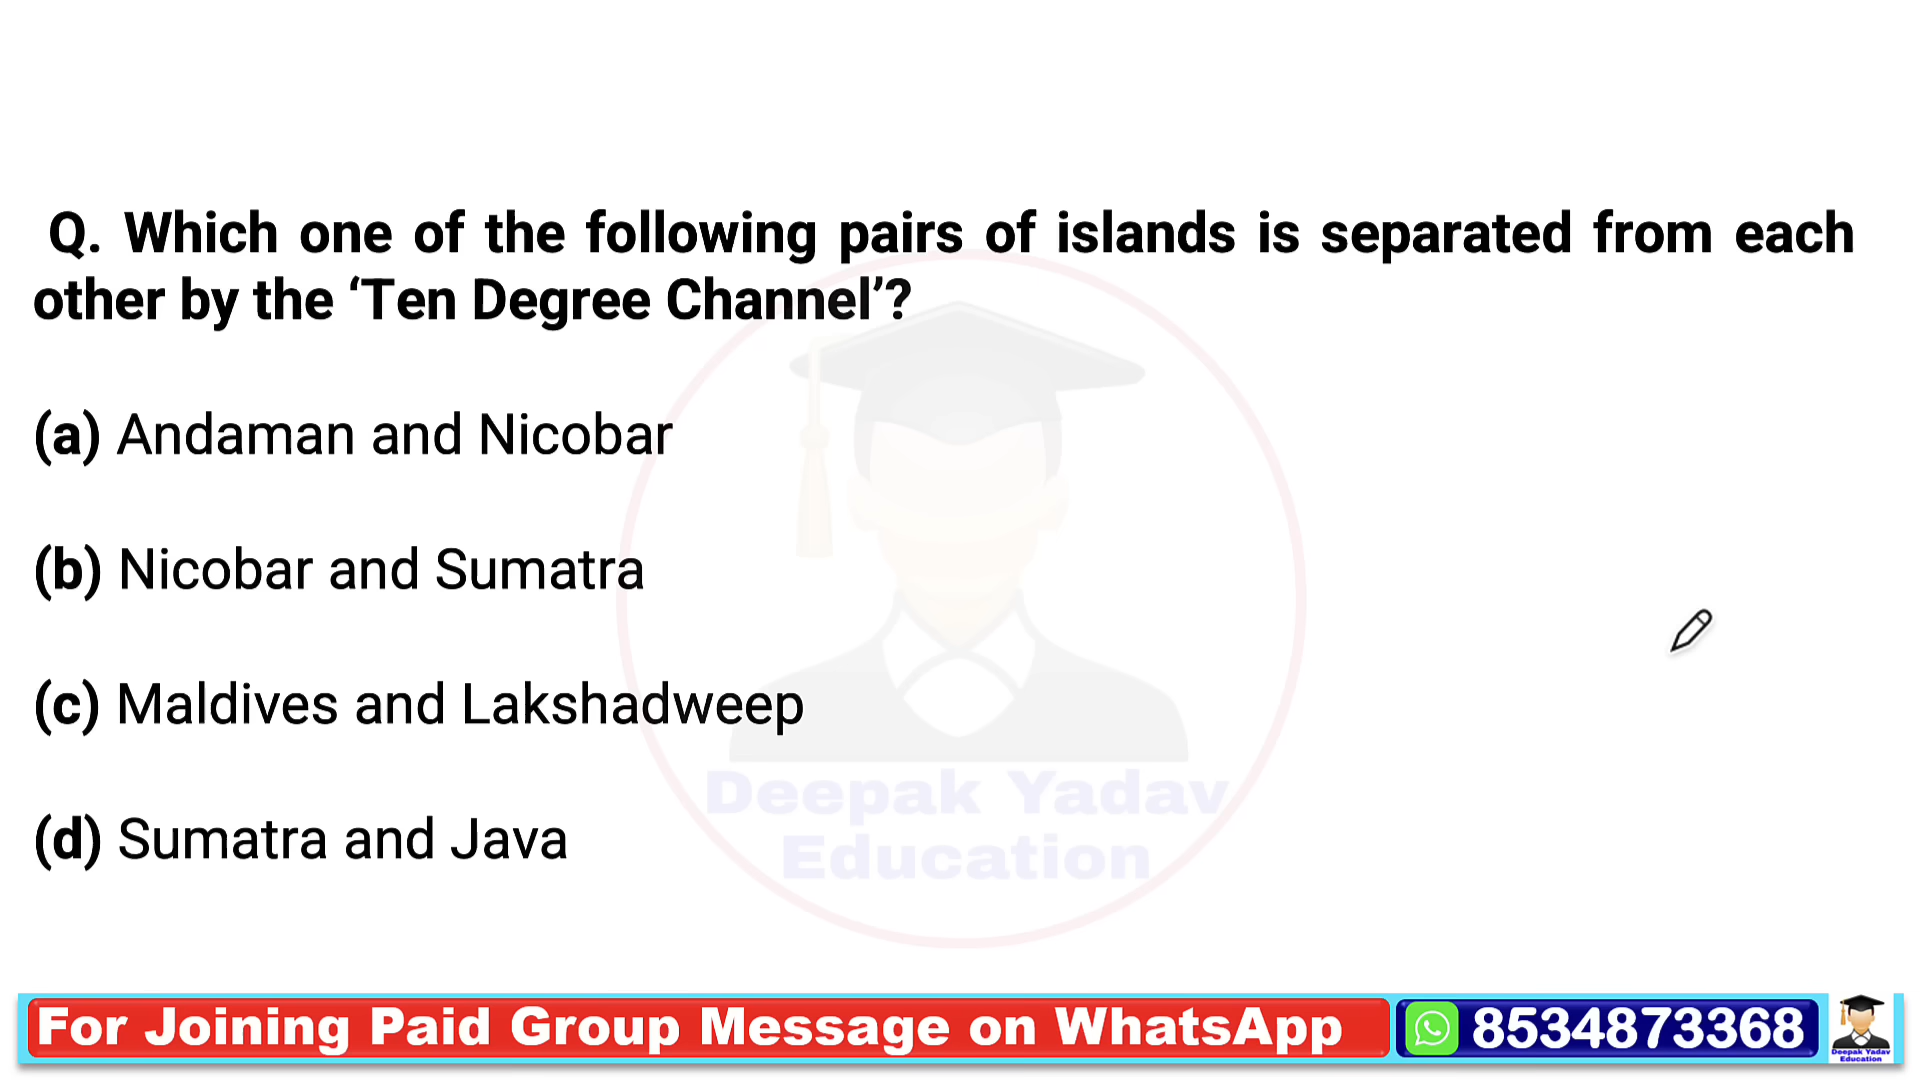 Q. Which one of the following pairs of islands is separated from each
other by the ‘Ten Degree Channel’?
(a) Andaman and Nicobar
(b) Nicobar and Sumatra
(c) Maldives and Lakshadweep
(d) Sumatra and Java
Deepak Yadav
Education
For Joining Paid Group Message on WhatsApp 8534873368
Deepak Yadav
Education